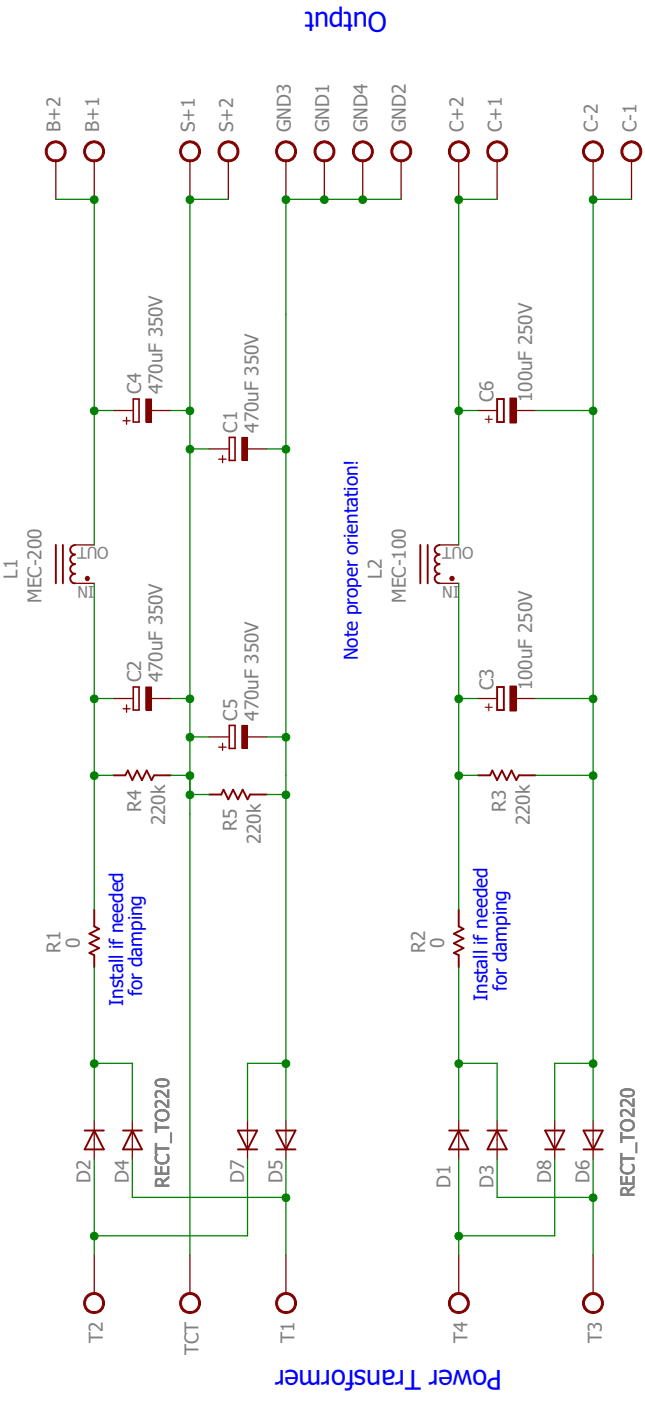 Output
B+2
B+1
S+1
S+2
GND3
GND1
GND4
GND2
C+2
C+1
C-2
C-1
C4
470uF 350V
C1
470uF 350V
C6
100uF 250V
L1
MEC-200
IN
OUT
Note proper orientation!
L2
MEC-100
IN
OUT
C2
470uF 350V
C5
470uF 350V
C3
100uF 250V
R4
220k
R5
220k
R3
220k
R1
0
Install if needed
for damping
R2
0
Install if needed
for damping
D2
D4
RECT_TO220
D7
D5
D1
D3
D8
D6
RECT_TO220
T2
TCT
T1
T4
T3
Power Transformer